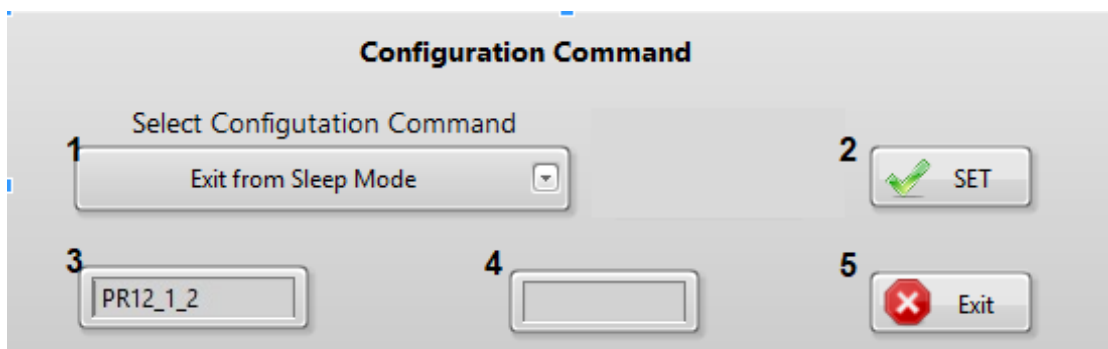 Configuration Command
Select Configutation Command
1
Exit from Sleep Mode
2
SET
3
PR12_1_2
4
5
Exit